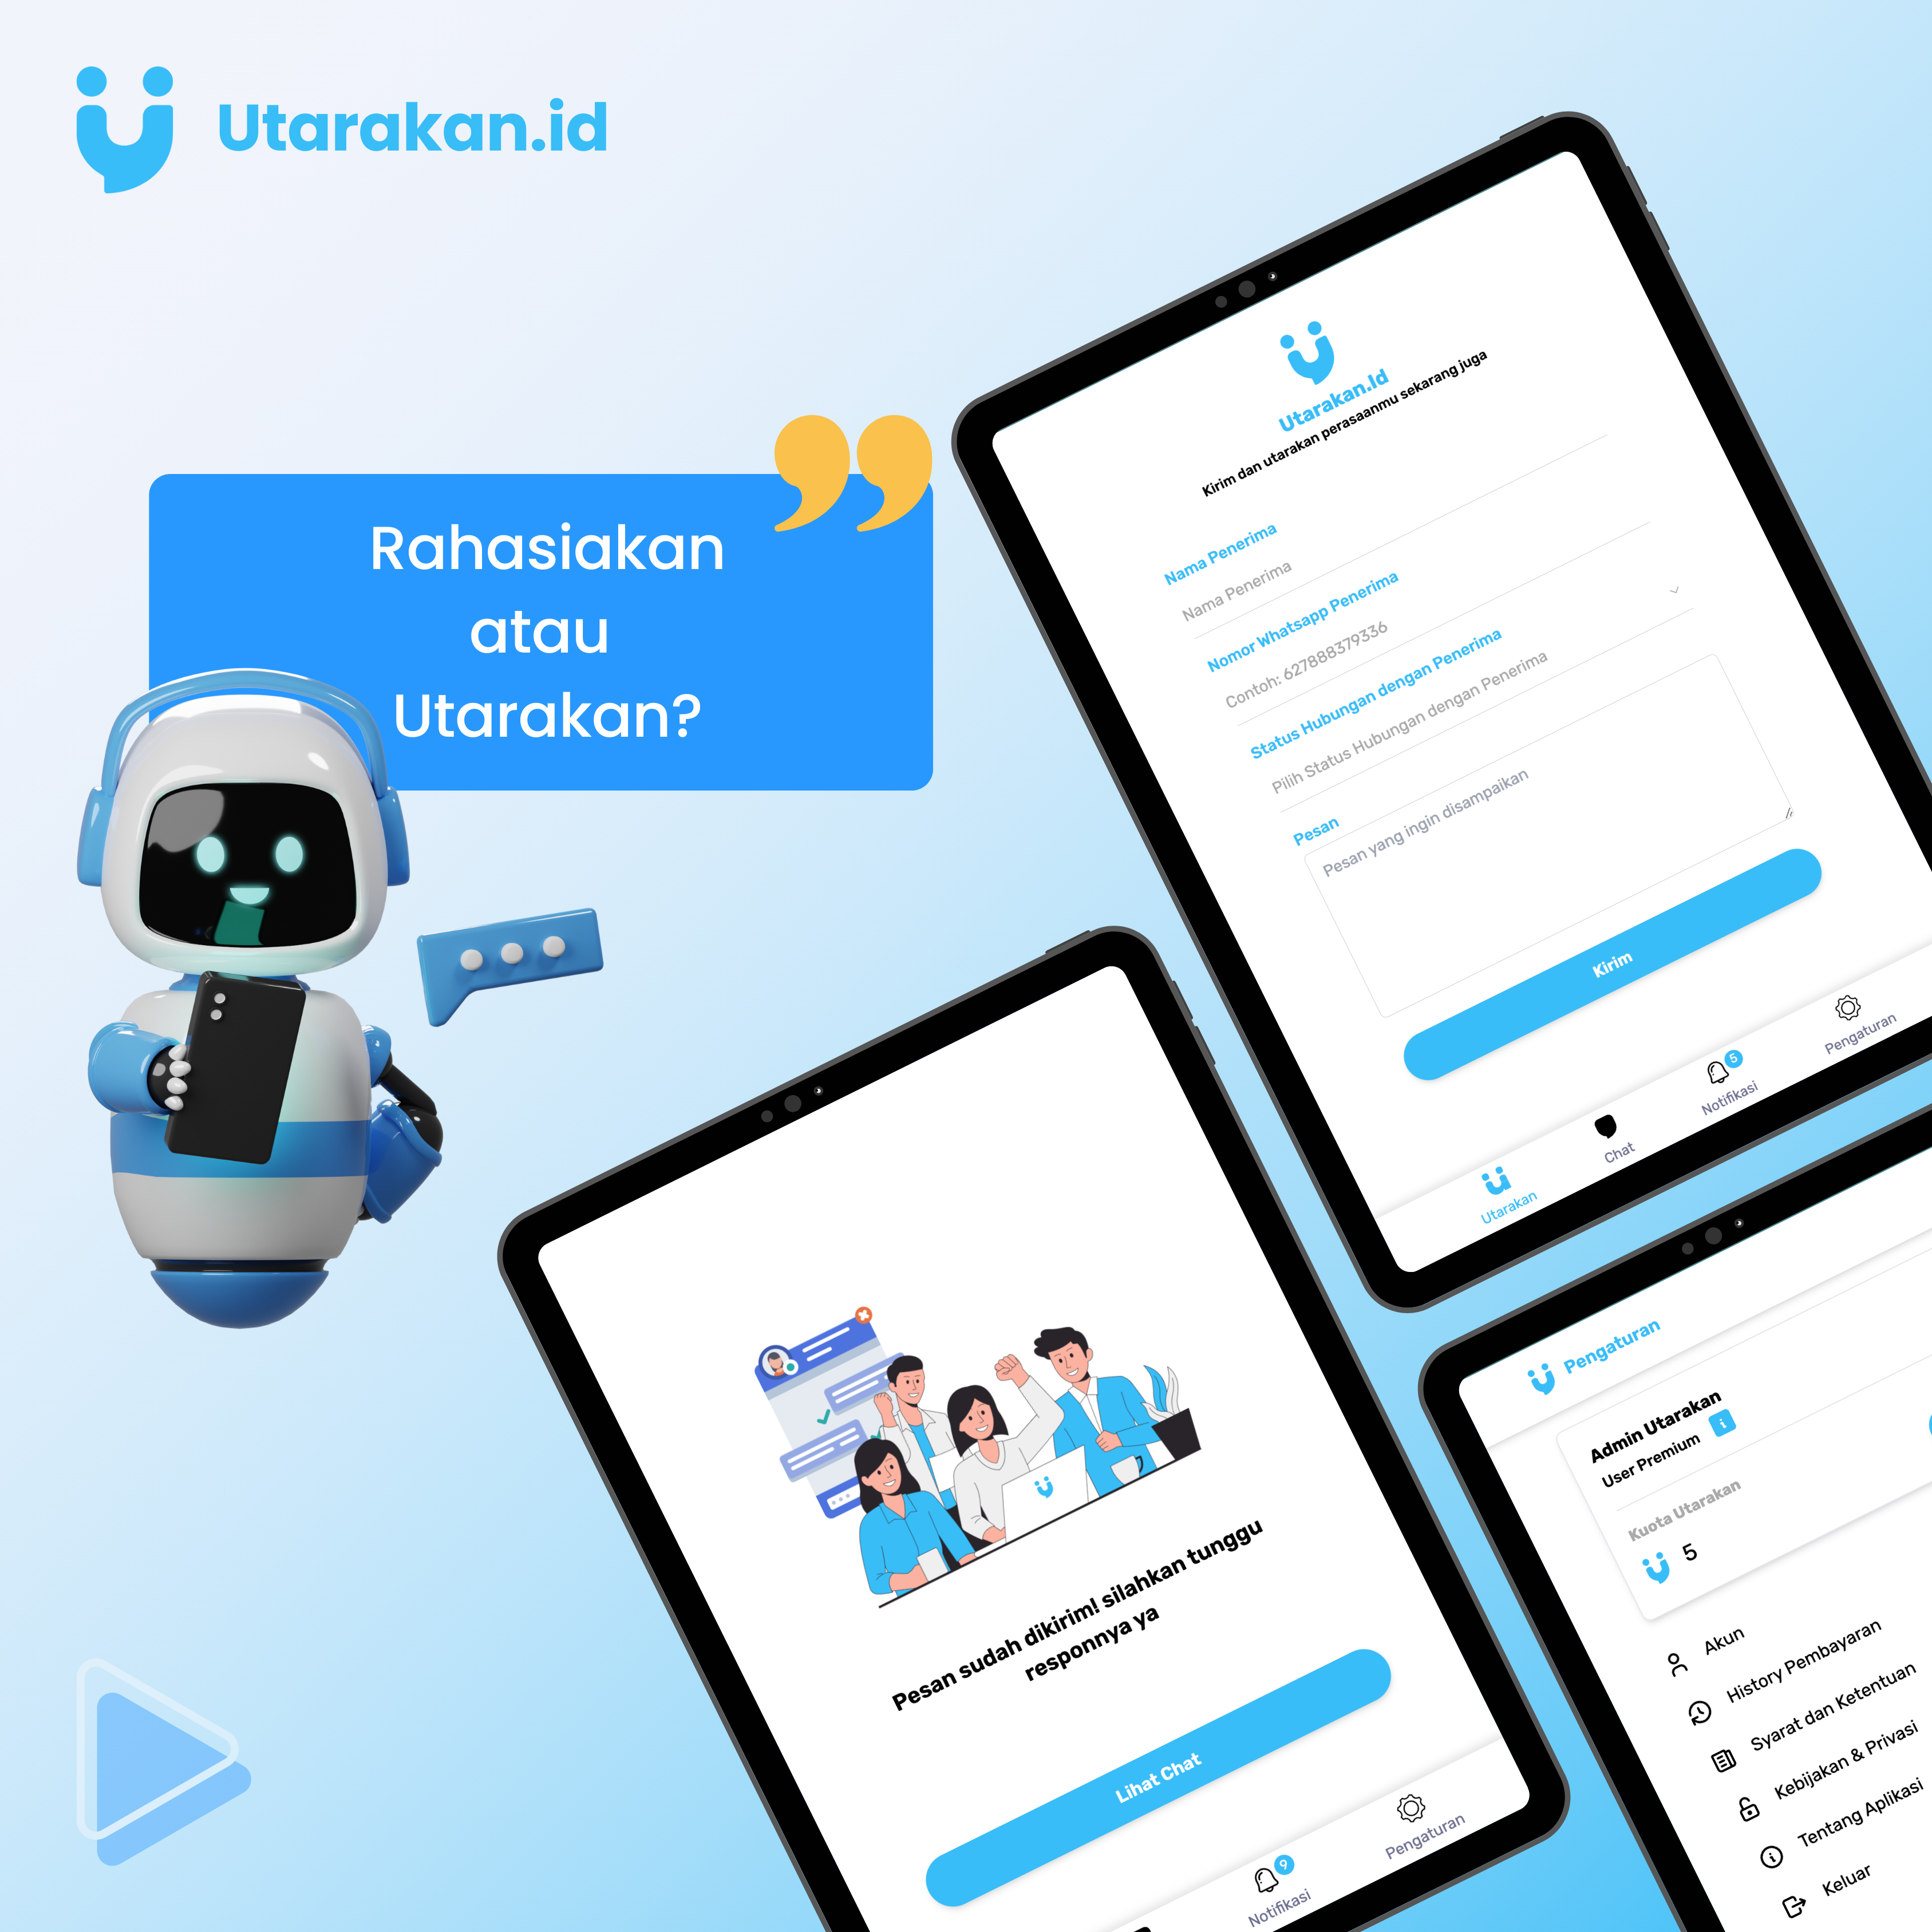 Utarakan.id
Rahasiakan
atau
Utarakan?
Utarakan.Id
Kirim dan utarakan perasaanmu sekarang juga
Nama Penerima
Nama Penerima
Nomor Whatsapp Penerima
Contoh: 627888379336
Status Hubungan dengan Penerima
Pilih Status Hubungan dengan Penerima
Pesan
Pesan yang ingin disampaikan
Kirim
Utarakan
Chat
5
Notifikasi
Pengaturan
Pesan sudah dikirim! silahkan tunggu
responnya ya
Lihat Chat
9
Notifikasi
Pengaturan
Pengaturan
Admin Utarakan
User Premium
Kuota Utarakan
5
Akun
History Pembayaran
Syarat dan Ketentuan
Kebijakan & Privasi
Tentang Aplikasi
Keluar